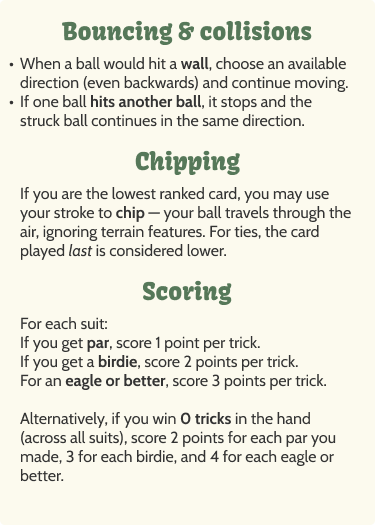 Bouncing & collisions
• When a ball would hit a wall, choose an available
direction (even backwards) and continue moving.
• If one ball hits another ball, it stops and the
struck ball continues in the same direction.
Chipping
If you are the lowest ranked card, you may use
your stroke to chip — your ball travels through the
air, ignoring terrain features. For ties, the card
played last is considered lower.
Scoring
For each suit:
If you get par, score 1 point per trick.
If you get a birdie, score 2 points per trick.
For an eagle or better, score 3 points per trick.
Alternatively, if you win 0 tricks in the hand
(across all suits), score 2 points for each par you
made, 3 for each birdie, and 4 for each eagle or
better.